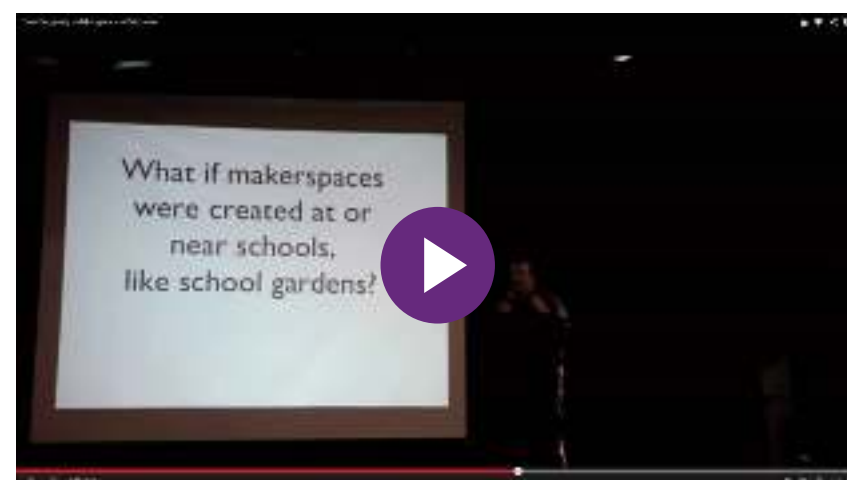 What if makerspaces
were created at or
near schools,
like school gardens?